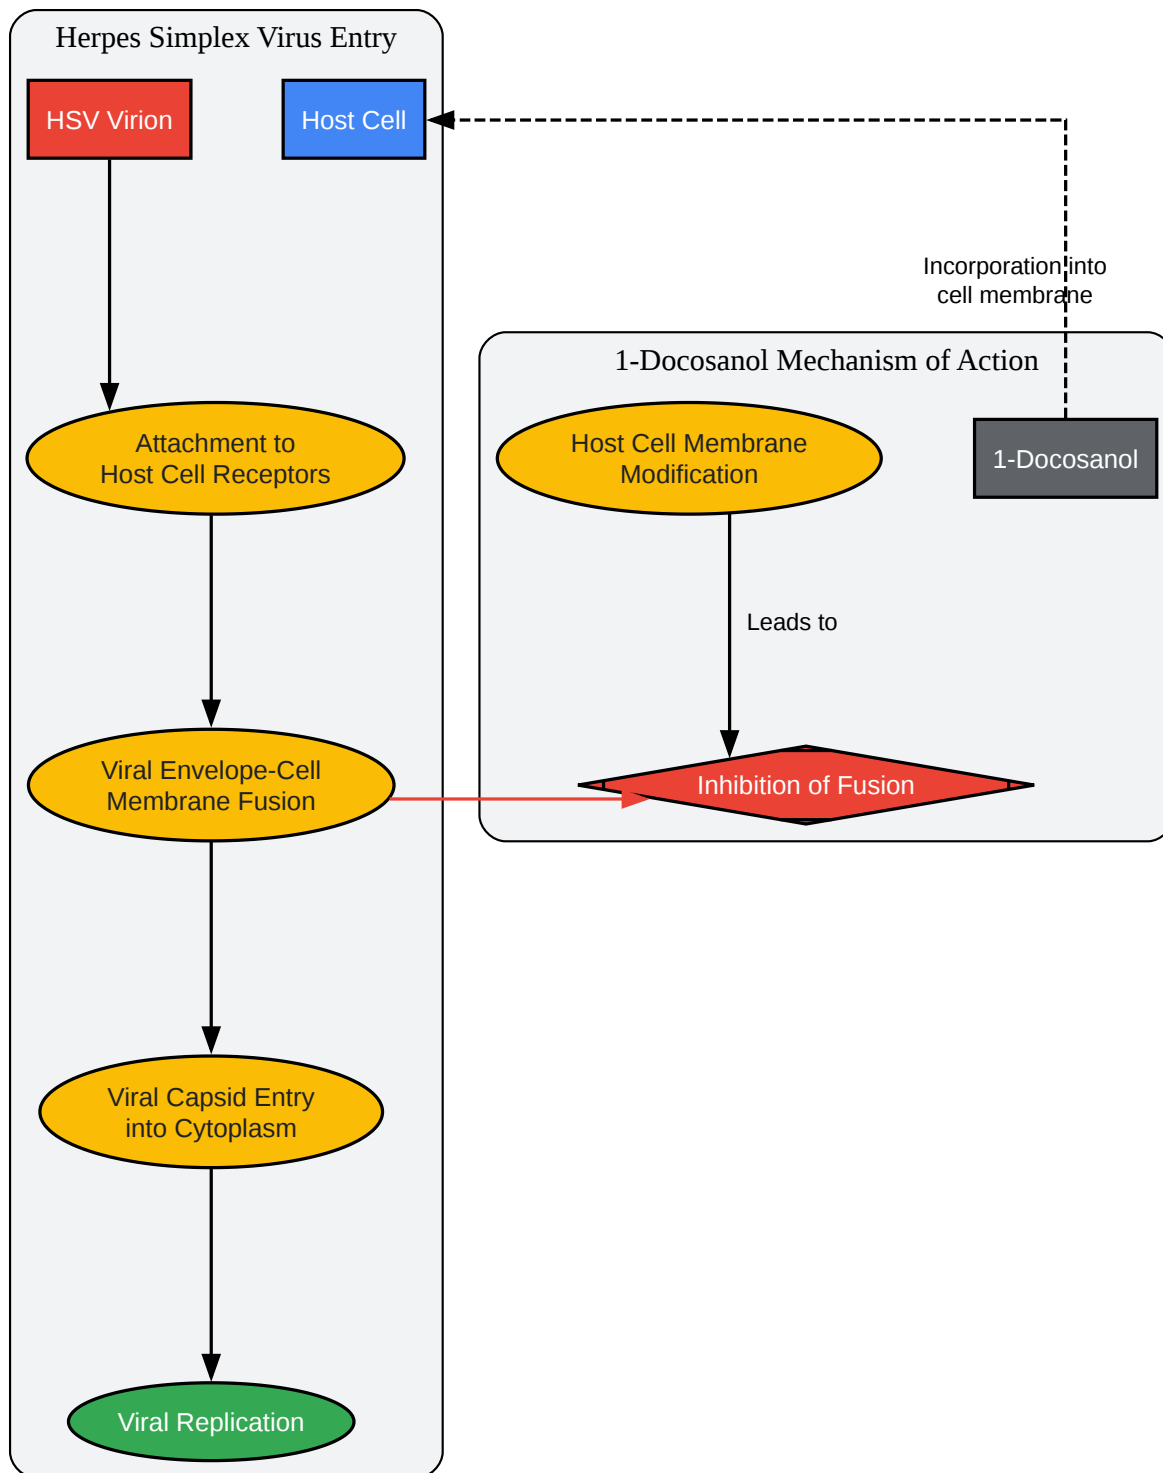 Herpes Simplex Virus Entry
HSV Virion
Host Cell
Incorporation into
cell membrane
1-Docosanol Mechanism of Action
Attachment to
Host Cell Receptors
Host Cell Membrane
Modification
1-Docosanol
Leads to
Viral Envelope-Cell
Membrane Fusion
Inhibition of Fusion
Viral Capsid Entry
into Cytoplasm
Viral Replication